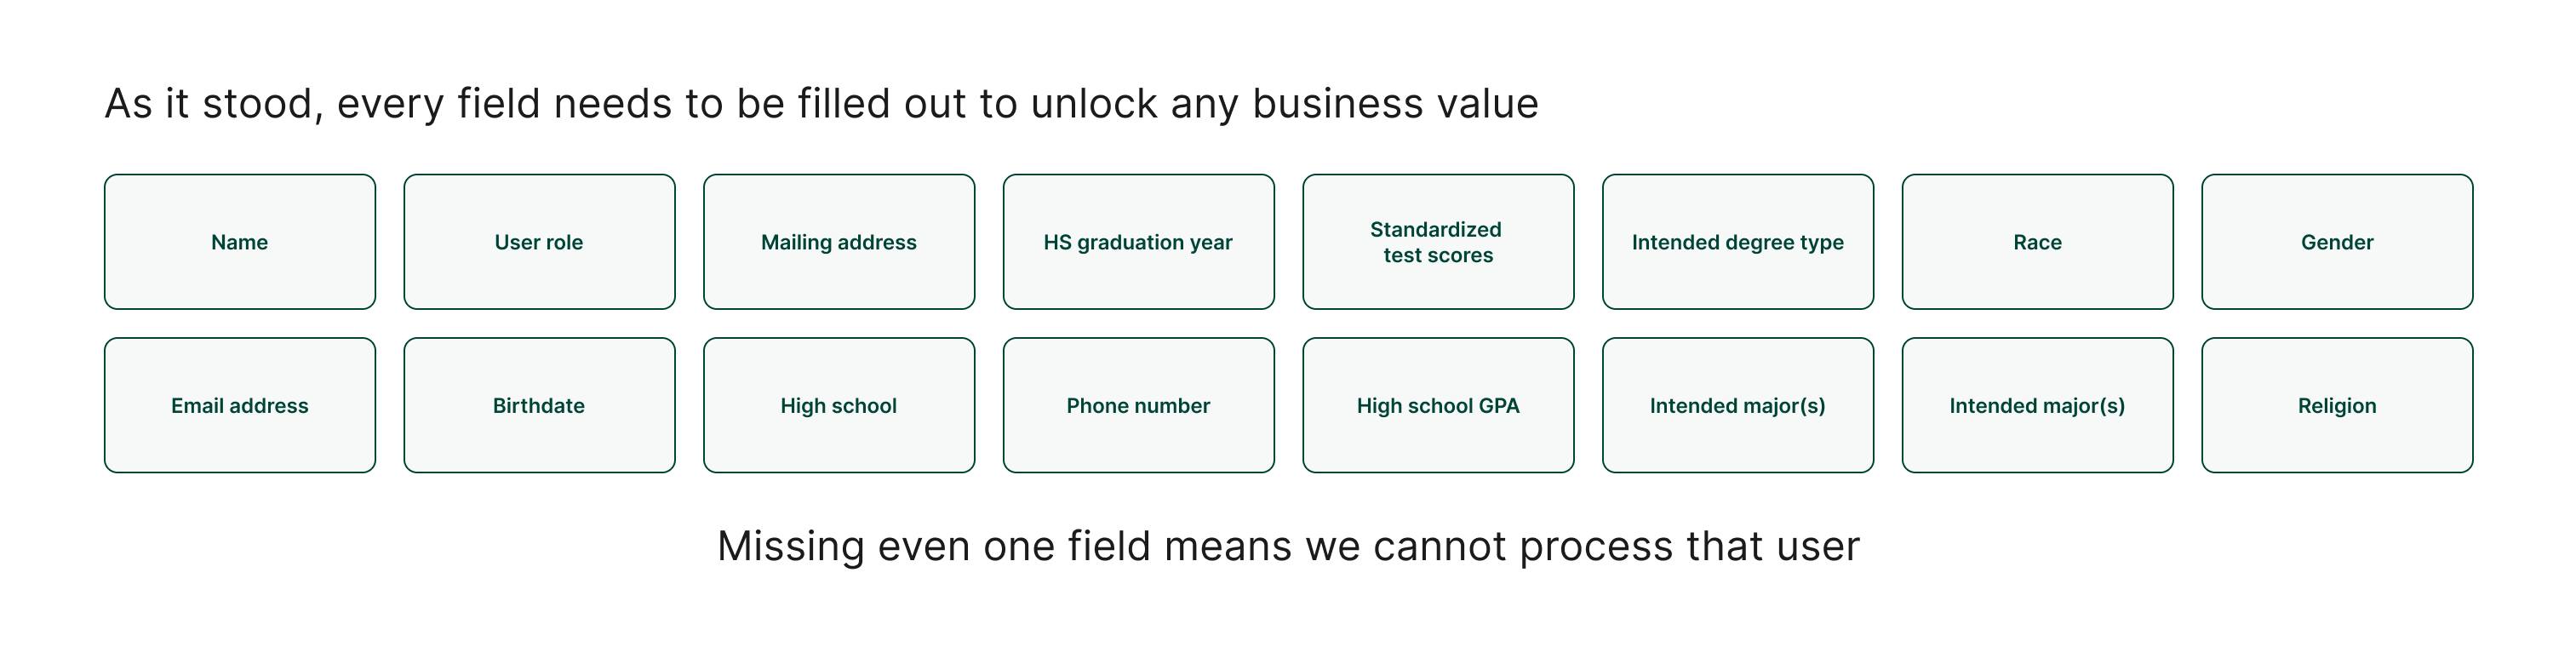 As it stood, every field needs to be filled out to unlock any business value
Name
User role
Mailing address
HS graduation year
Standardized
test scores
Intended degree type
Race
Gender
Email address
Birthdate
High school
Phone number
High school GPA
Intended major(s)
Intended major(s)
Religion
Missing even one field means we cannot process that user